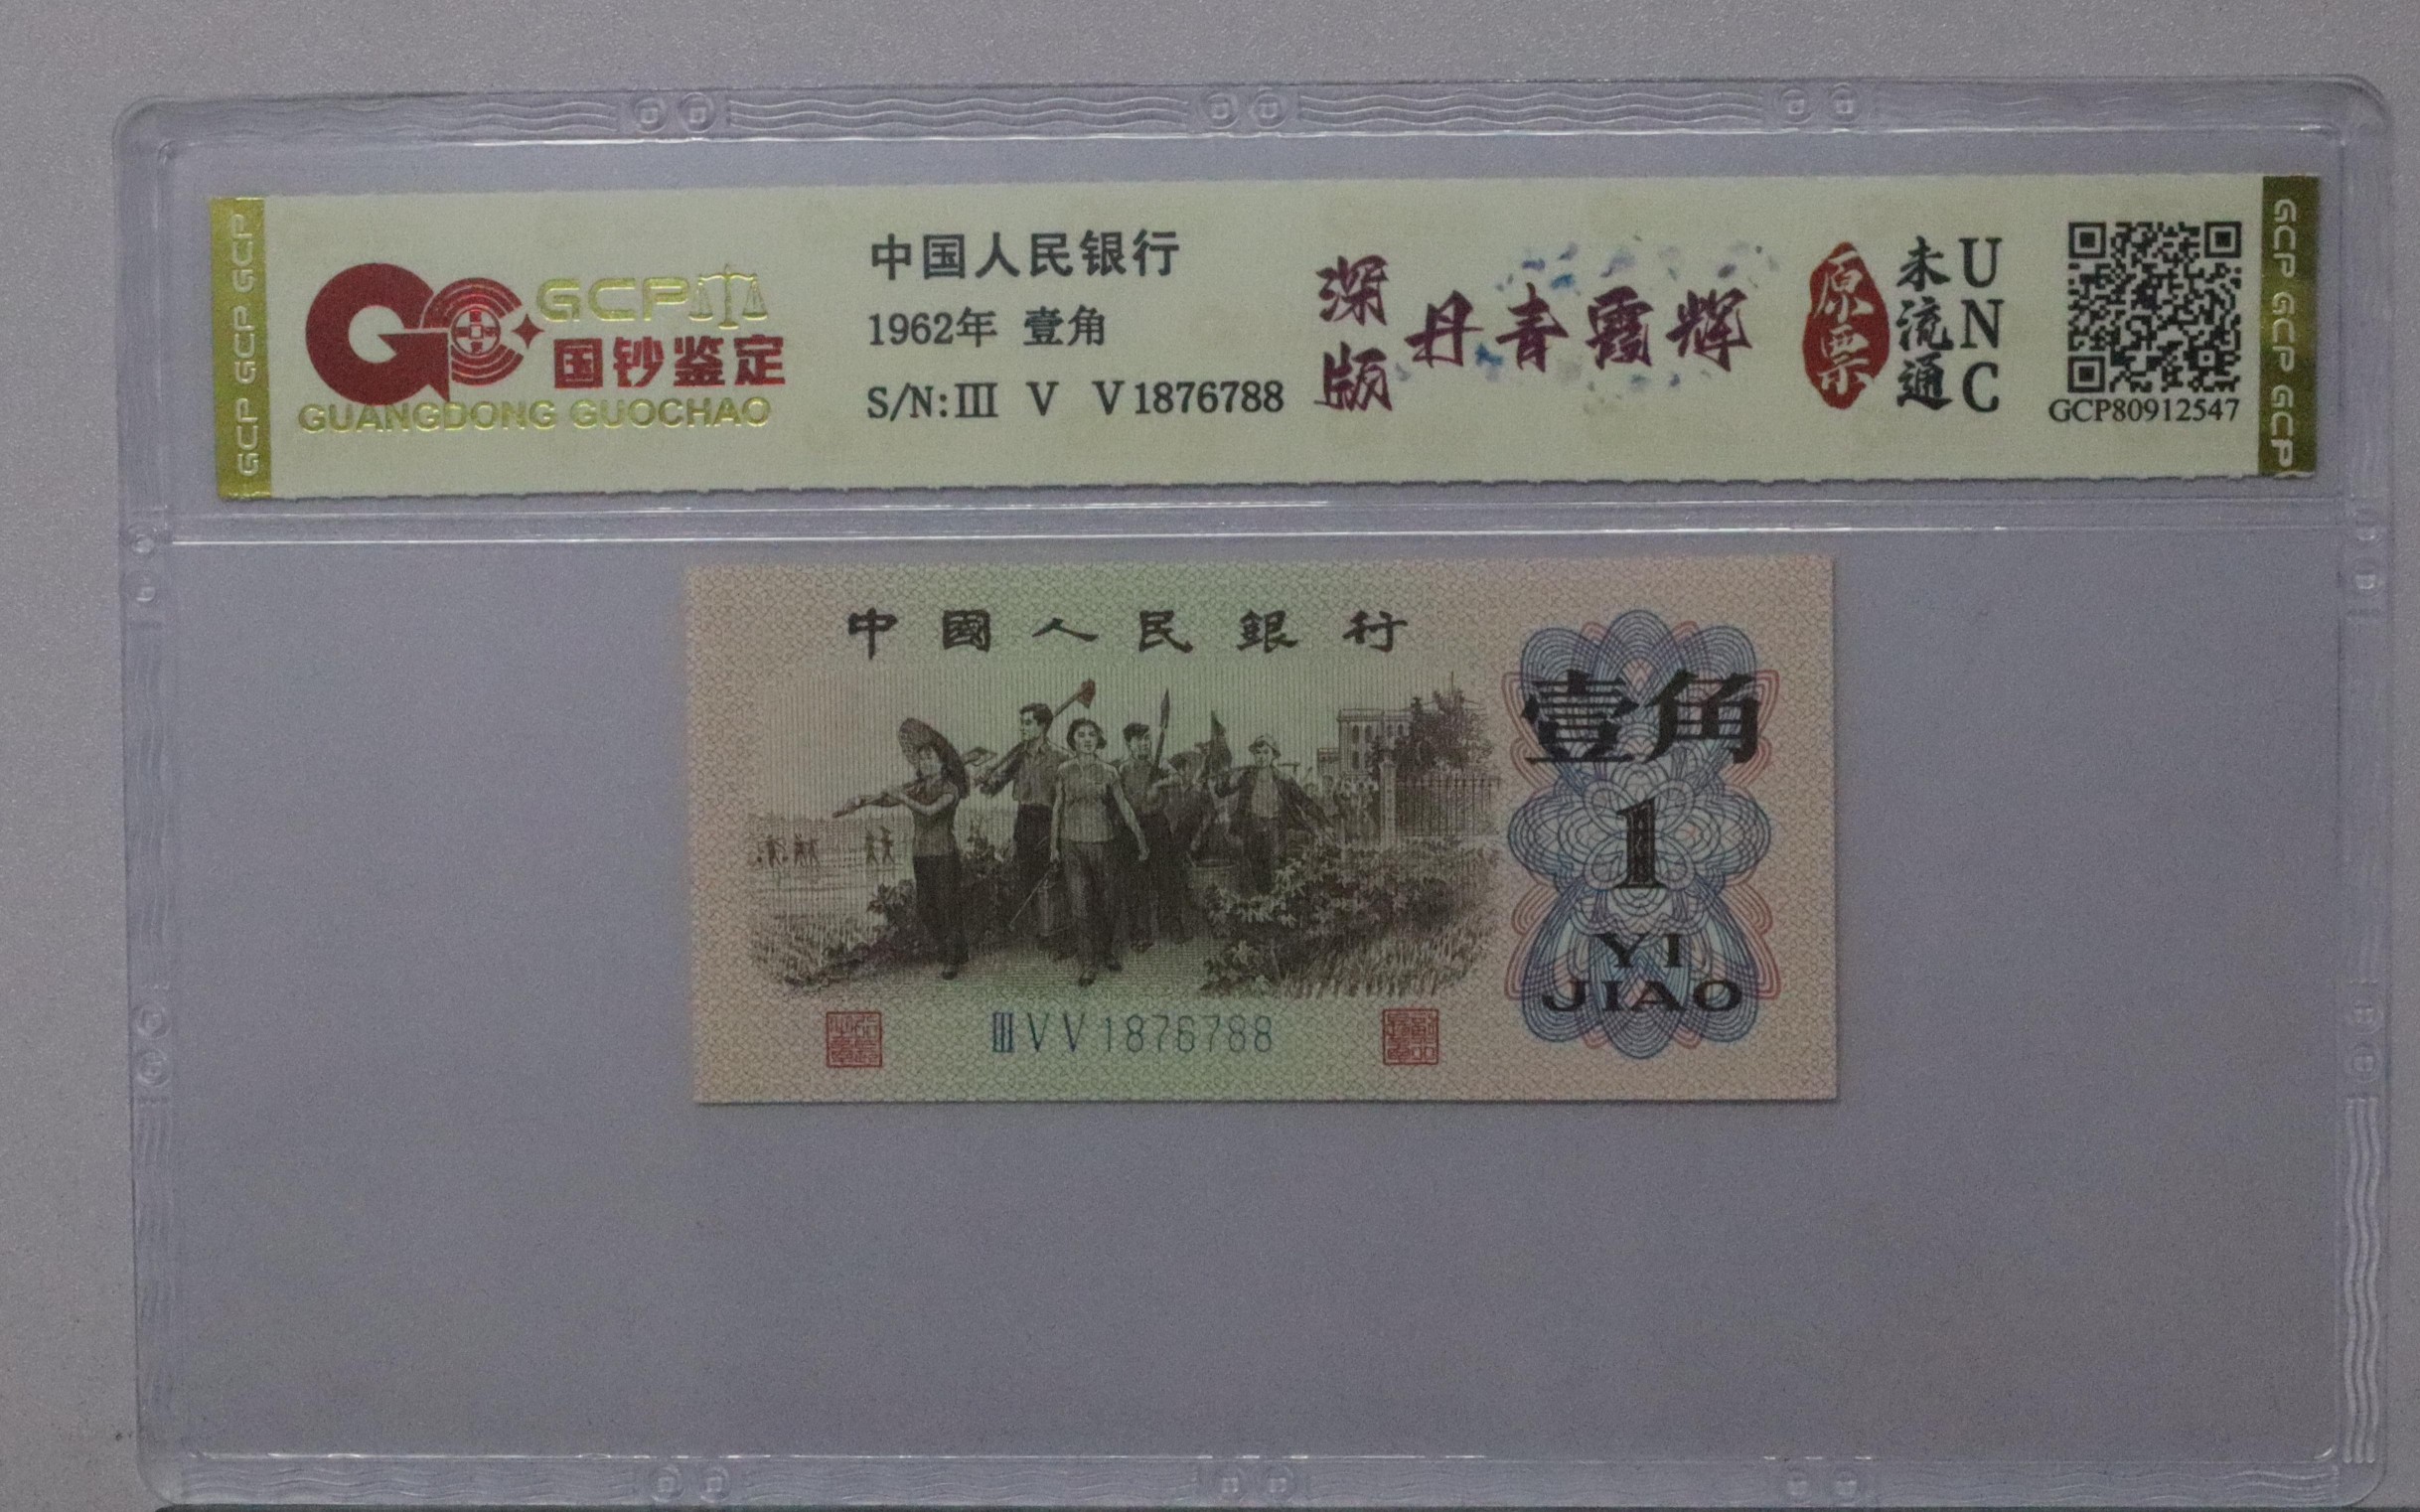 GCP GCP GCP
GCP
国钞鉴定
GUANGDONG GUOCHAO
中国人民银行
1962年 壹角
S/N:Ⅲ V V1876788
深版
丹青霞辉
原票
未流通
UNC
GCP80912547
GCP GCP GCP
中國人民銀行
壹角
1
YI
JIAO
ⅢVV1876788